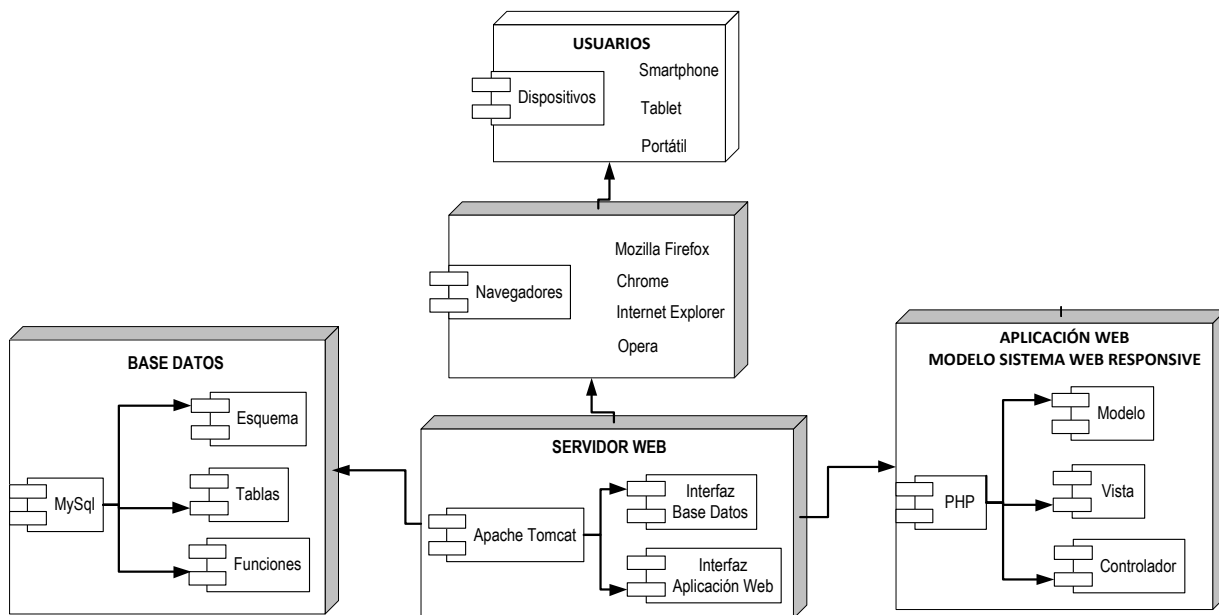 USUARIOS
Dispositivos
Smartphone
Tablet
Portátil
Navegadores
Mozilla Firefox
Chrome
Internet Explorer
Opera
BASE DATOS
MySql
Esquema
Tablas
Funciones
SERVIDOR WEB
Apache Tomcat
Interfaz
Base Datos
Interfaz
Aplicación Web
APLICACIÓN WEB
MODELO SISTEMA WEB RESPONSIVE
PHP
Modelo
Vista
Controlador